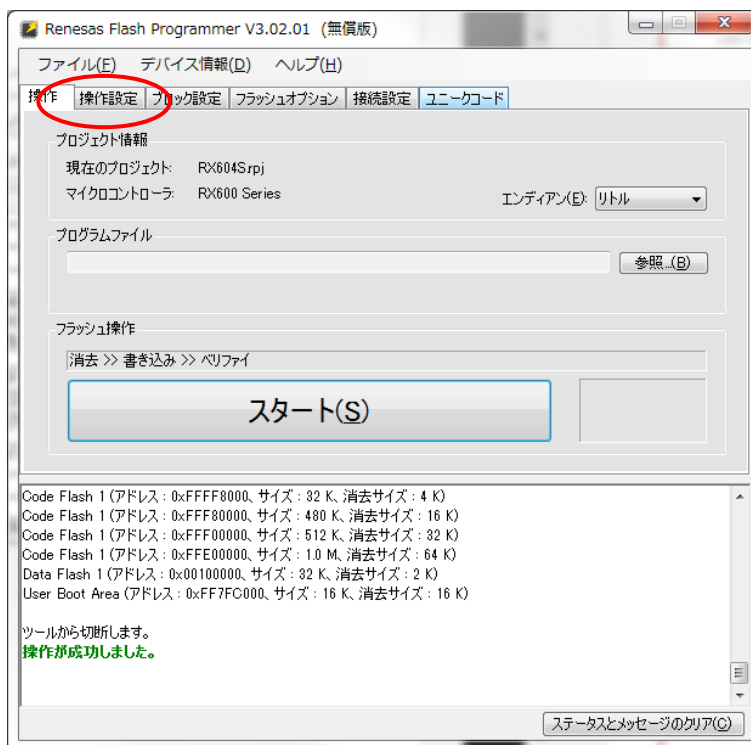 Renesas Flash Programmer V3.02.01 (無償版)
ファイル(F) デバイス情報(D) ヘルプ(H)
操作 操作設定 ブロック設定 フラッシュオプション 接続設定 ユニークコード
プロジェクト情報
現在のプロジェクト: RX604S.rpj
マイクロコントローラ: RX600 Series
エンディアン(E): リトル
プログラムファイル
参照...(B)
フラッシュ操作
消去 >> 書き込み >> ベリファイ
スタート(S)
Code Flash 1 (アドレス : 0xFFFF8000、サイズ : 32 K、消去サイズ : 4 K)
Code Flash 1 (アドレス : 0xFFF80000、サイズ : 480 K、消去サイズ : 16 K)
Code Flash 1 (アドレス : 0xFFF00000、サイズ : 512 K、消去サイズ : 32 K)
Code Flash 1 (アドレス : 0xFFE00000、サイズ : 1.0 M、消去サイズ : 64 K)
Data Flash 1 (アドレス : 0x00100000、サイズ : 32 K、消去サイズ : 2 K)
User Boot Area (アドレス : 0xFF7FC000、サイズ : 16 K、消去サイズ : 16 K)
ツールから切断します。
操作が成功しました。
ステータスとメッセージのクリア(C)